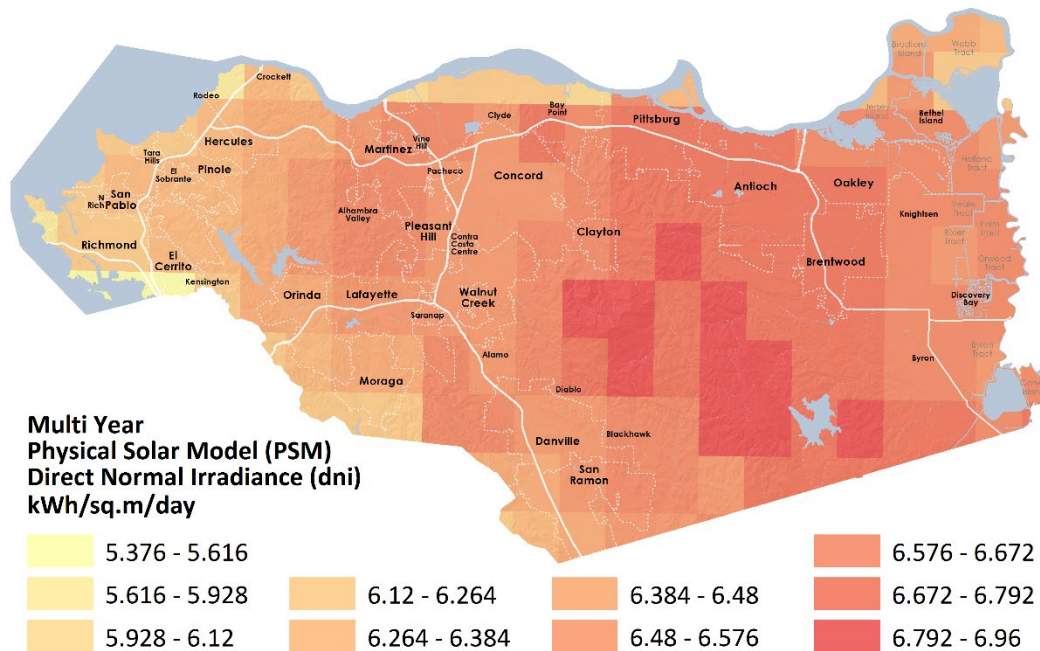 Bradford
Island
Webb
Tract
Crockett
Rodeo
Jersey
Island
Bethel
Island
Bay
Point
Clyde
Pittsburg
Hercules
Martinez
Vine
Hill
Tara
Hills
El
Sobrante
Pinole
Pacheco
Concord
Holland
Tract
Antioch
Oakley
N
Rich
San
Pablo
Alhambra
Valley
Pleasant
Hill
Clayton
Knightsen
Veale
Tract
Palm
Tract
Bixler
Tract
Orwood
Tract
Richmond
Contra
Costa
Centre
El
Cerrito
Kensington
Brentwood
Orinda
Lafayette
Walnut
Creek
Discovery
Bay
Saranap
Alamo
Byron
Byron
Tract
Moraga
Diablo
Danville
Blackhawk
San
Ramon
Multi Year
Physical Solar Model (PSM)
Direct Normal Irradiance (dni)
kWh/sq.m/day
5.376 - 5.616
5.616 - 5.928
5.928 - 6.12
6.12 - 6.264
6.264 - 6.384
6.384 - 6.48
6.48 - 6.576
6.576 - 6.672
6.672 - 6.792
6.792 - 6.96